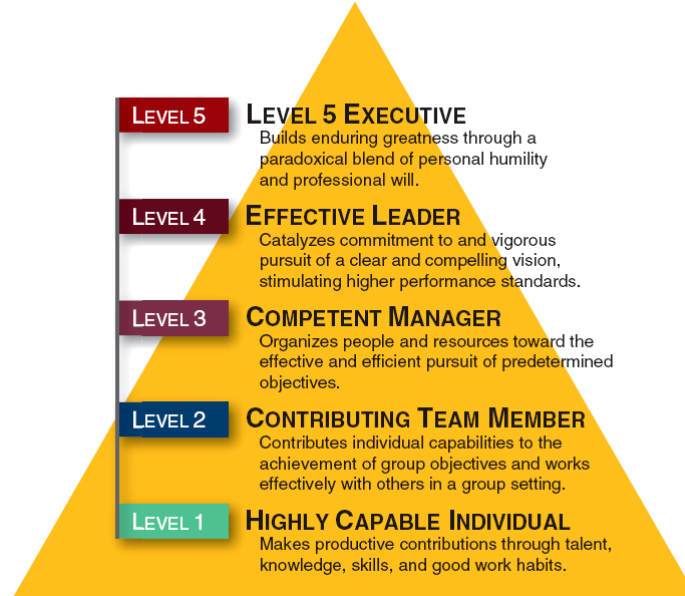 LEVEL 5
LEVEL 5 EXECUTIVE
Builds enduring greatness through a
paradoxical blend of personal humility
and professional will.
LEVEL 4
EFFECTIVE LEADER
Catalyzes commitment to and vigorous
pursuit of a clear and compelling vision,
stimulating higher performance standards.
LEVEL 3
COMPETENT MANAGER
Organizes people and resources toward the
effective and efficient pursuit of predetermined
objectives.
LEVEL 2
CONTRIBUTING TEAM MEMBER
Contributes individual capabilities to the
achievement of group objectives and works
effectively with others in a group setting.
LEVEL 1
HIGHLY CAPABLE INDIVIDUAL
Makes productive contributions through talent,
knowledge, skills, and good work habits.